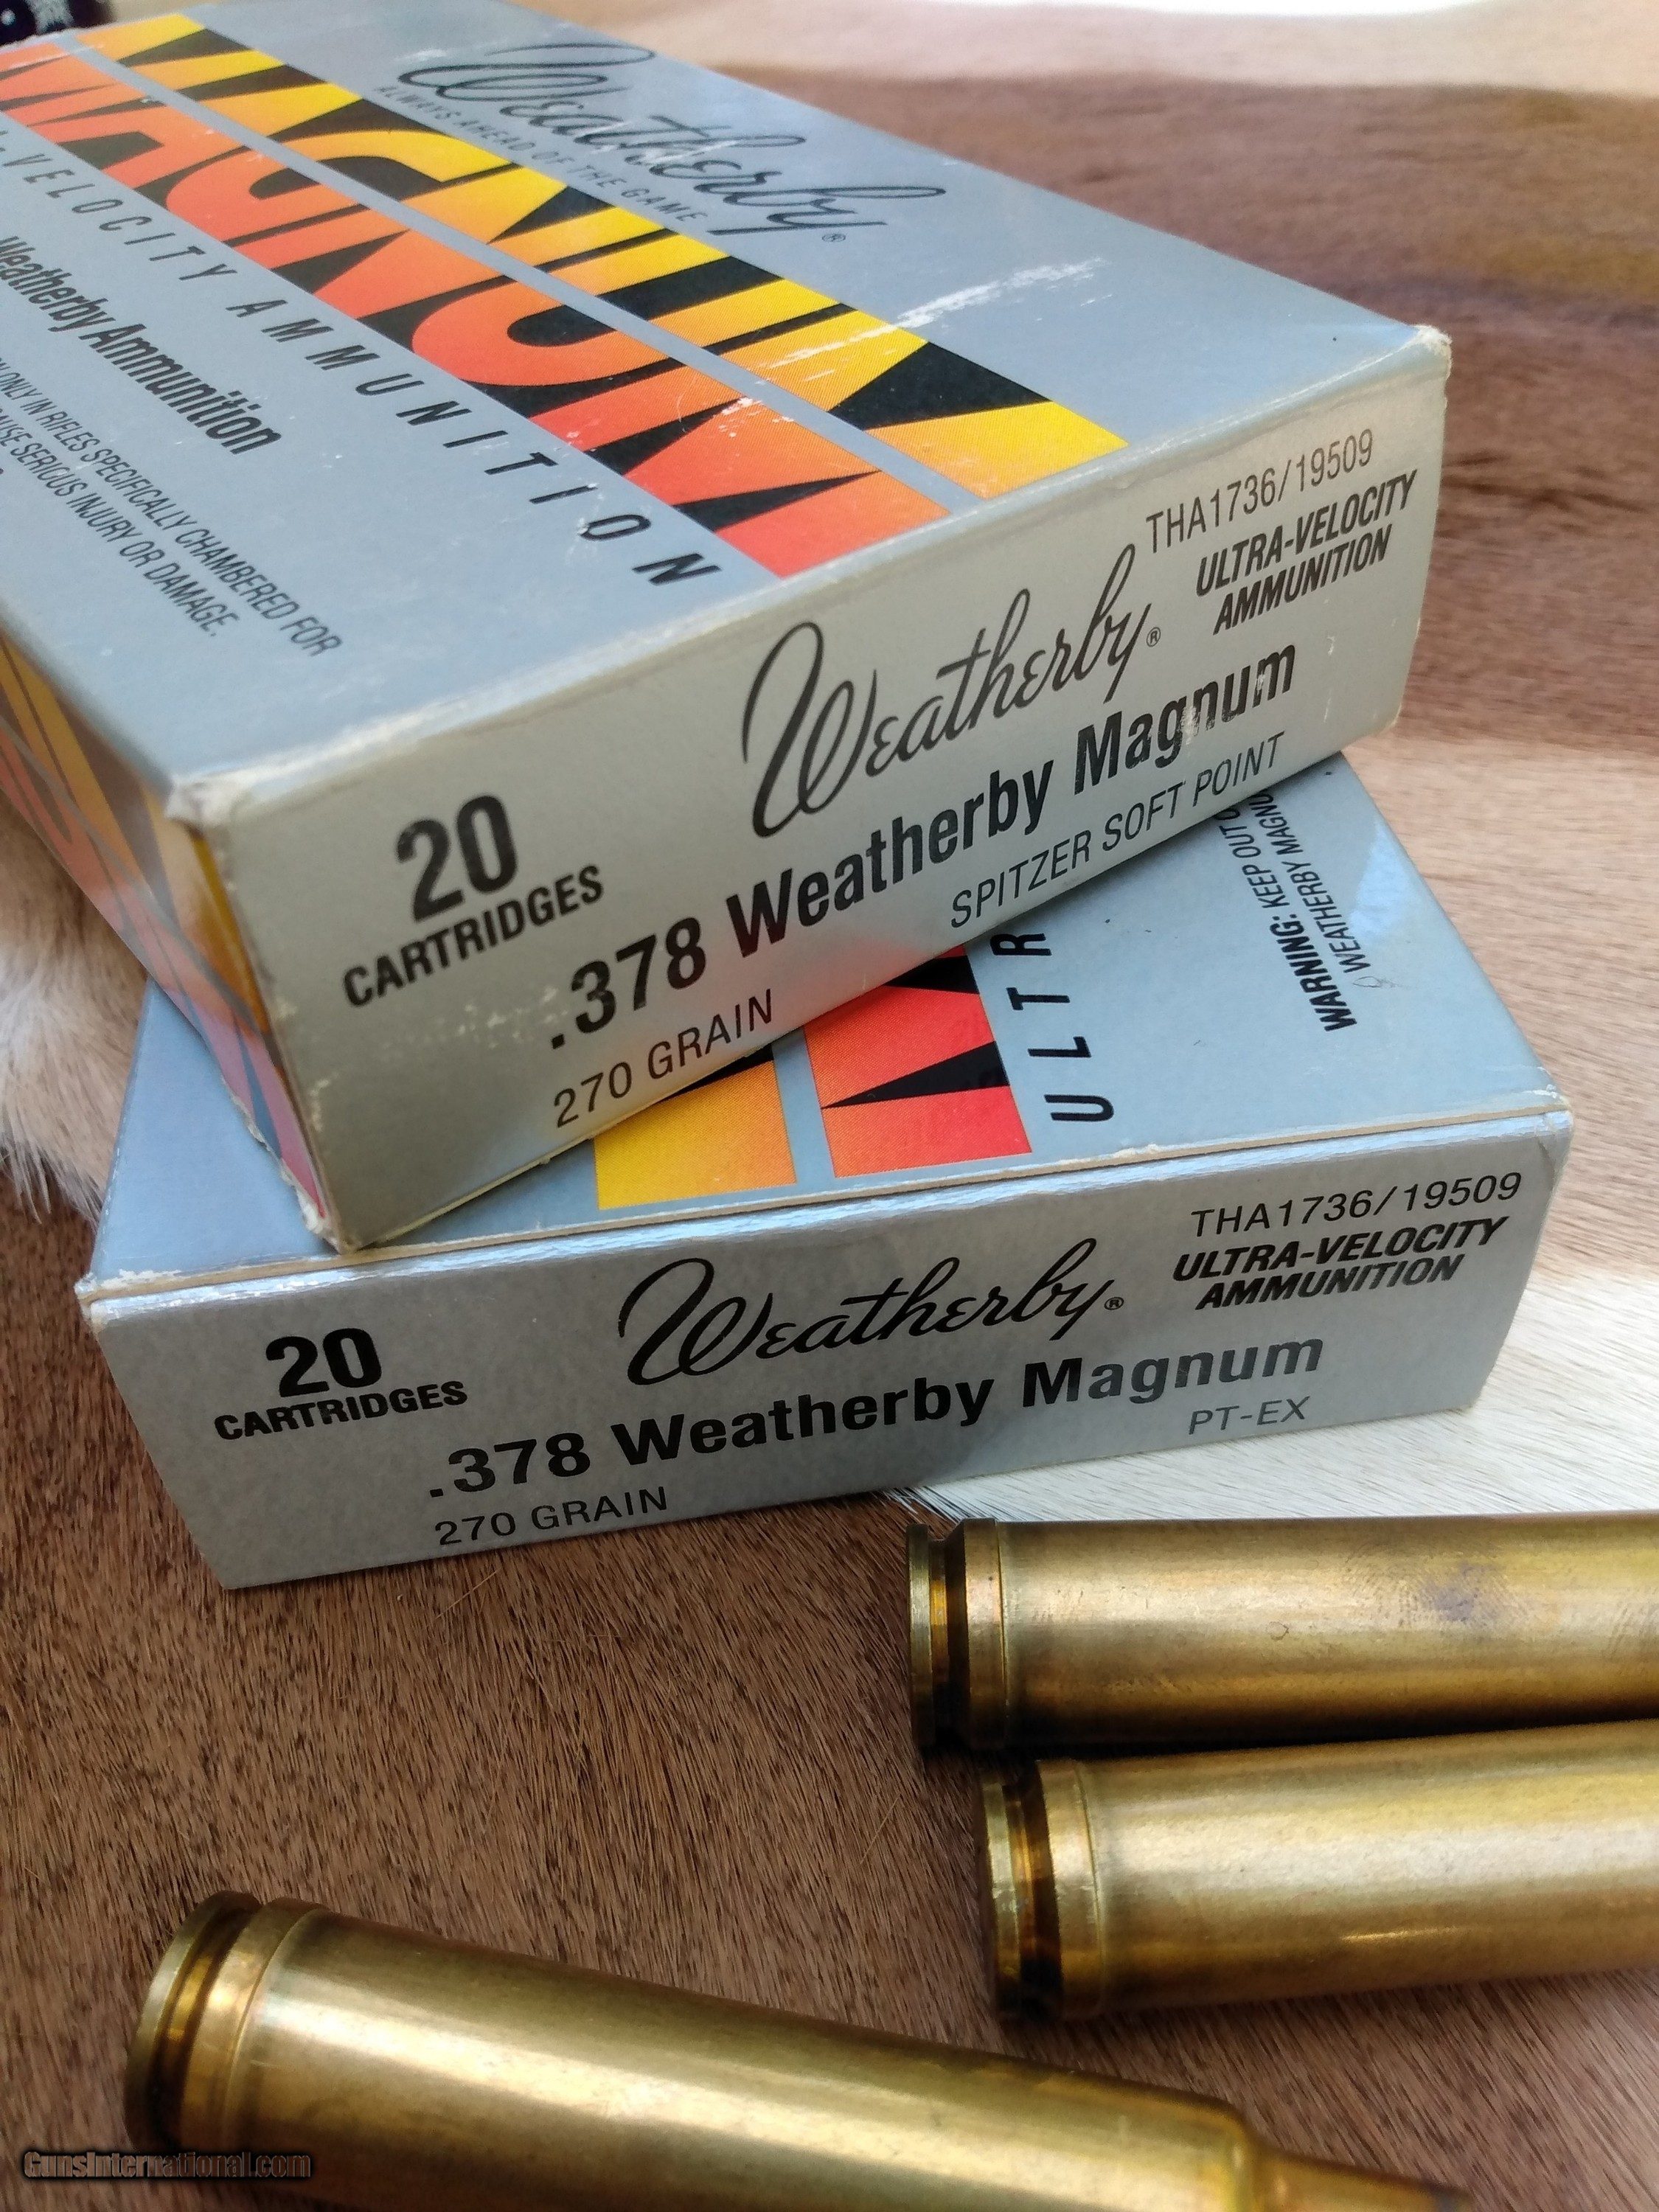 Weatherby®
ALWAYS AHEAD OF THE GAME
MAGNUM
VELOCITY AMMUNITION
Weatherby Ammunition
ONLY IN RIFLES SPECIFICALLY CHAMBERED FOR
SERIOUS INJURY OR DAMAGE.
THA1736/19509
ULTRA-VELOCITY
AMMUNITION
Weatherby®
20
CARTRIDGES
.378 Weatherby Magnum
270 GRAIN
SPITZER SOFT POINT
ULTR
WARNING: KEEP OUT
WEATHERBY
THA1736/19509
ULTRA-VELOCITY
AMMUNITION
Weatherby®
20
CARTRIDGES
.378 Weatherby Magnum
270 GRAIN
PT-EX
GunsInternational.com